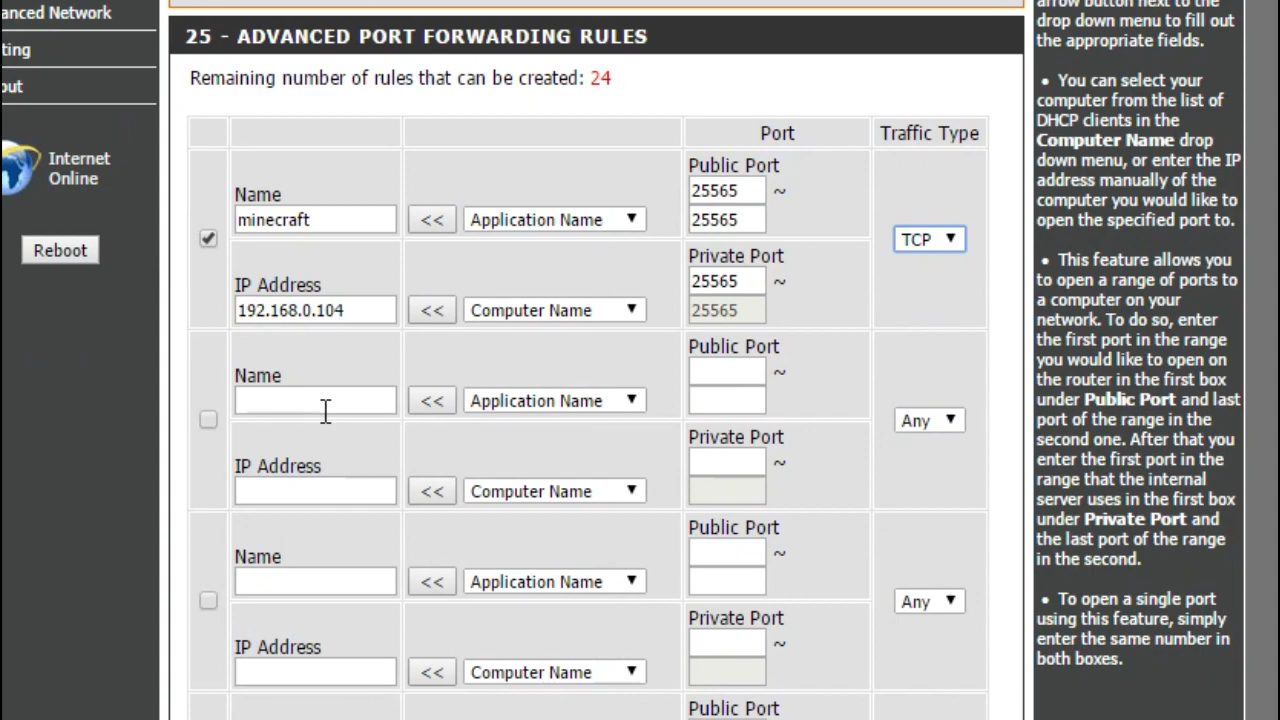 anced Network
ting
out
Internet
Online
Reboot
25 - ADVANCED PORT FORWARDING RULES
Remaining number of rules that can be created: 24
Port
Traffic Type
Name
minecraft
<<
Application Name
Public Port
25565 ~
25565
TCP
IP Address
192.168.0.104
<<
Computer Name
Private Port
25565 ~
25565
Name
<<
Application Name
Public Port
~
Any
IP Address
<<
Computer Name
Private Port
~
Name
<<
Application Name
Public Port
~
Any
IP Address
<<
Computer Name
Private Port
~
Public Port
arrow button next to the
drop down menu to fill out
the appropriate fields.
• You can select your
computer from the list of
DHCP clients in the
Computer Name drop
down menu, or enter the IP
address manually of the
computer you would like to
open the specified port to.
• This feature allows you
to open a range of ports to
a computer on your
network. To do so, enter
the first port in the range
you would like to open on
the router in the first box
under Public Port and last
port of the range in the
second one. After that you
enter the first port in the
range that the internal
server uses in the first box
under Private Port and
the last port of the range
in the second.
• To open a single port
using this feature, simply
enter the same number in
both boxes.